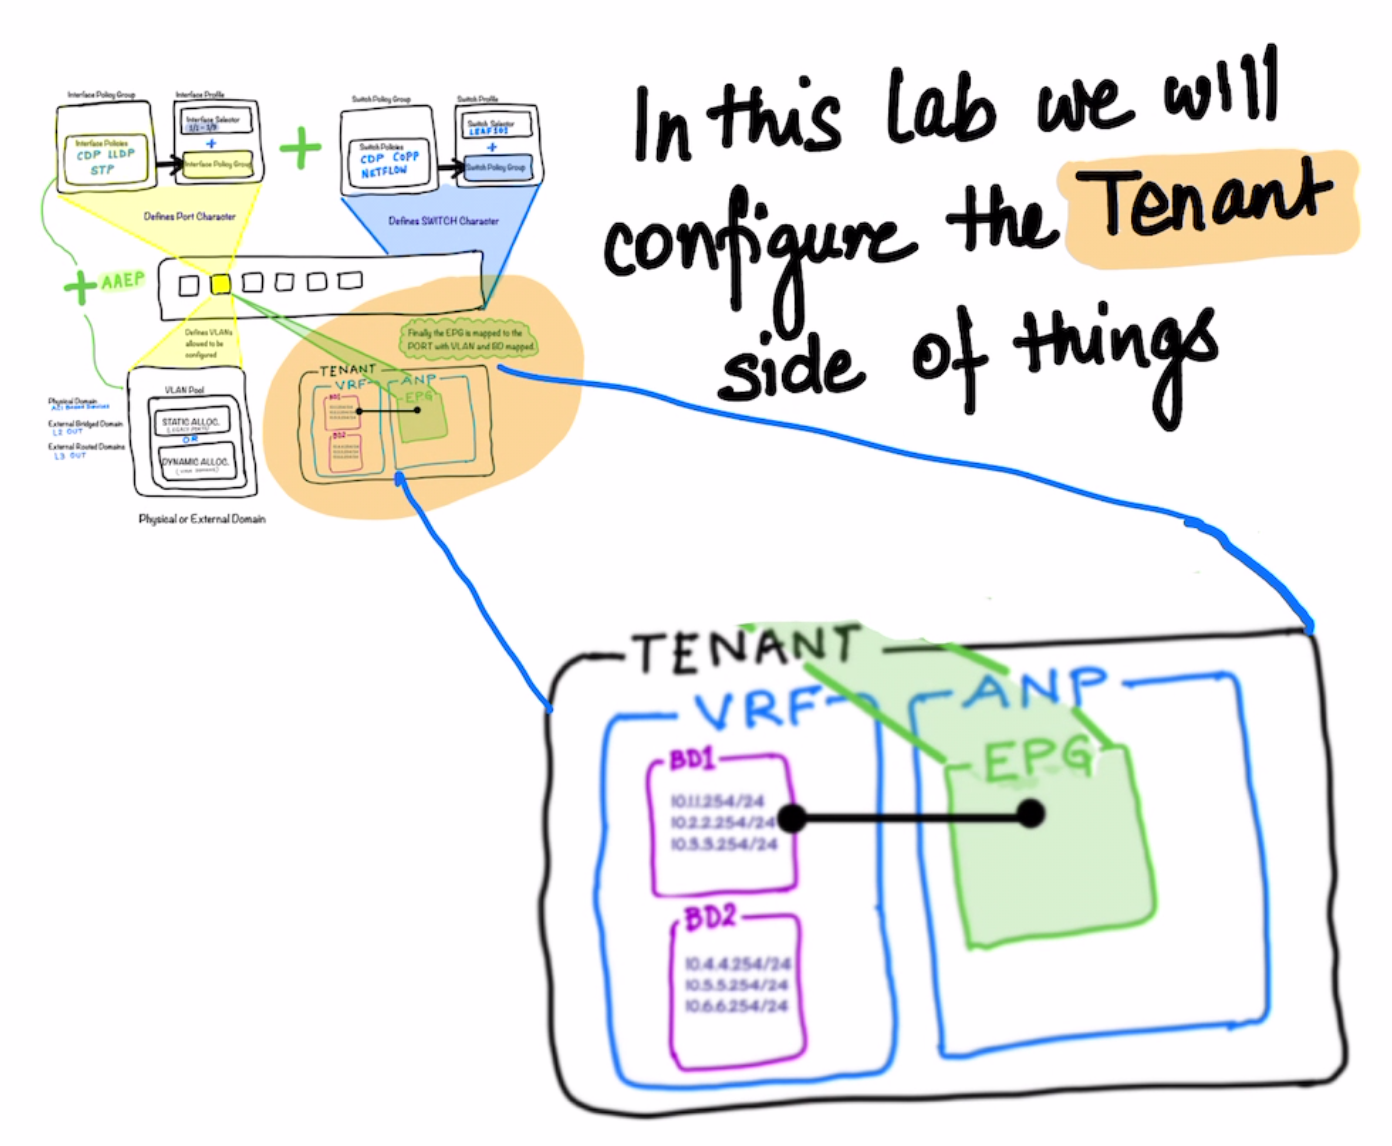 In this lab we will
configure the Tenant
side of things
Interface Policy Group
Interface Policies
CDP LLDP
STP
Interface Profile
Interface Selector
1/1 - 1/3
+
Interface Policy Group
+
Switch Policy Group
Switch Policies
CDP COPP
NETFLOW
Switch Profile
Switch Selector
LEAF101
+
Switch Policy Group
Defines Port Character
Defines SWITCH Character
+ AAEP
Defines VLANs
allowed to be
configured
Finally the EPG is mapped to the
PORT with VLAN and BD mapped.
TENANT
VRF
ANP
EPG
BD1
BD2
VLAN Pool
STATIC ALLOC.
OR
DYNAMIC ALLOC.
Physical Domain
External Bridged Domain
L2 OUT
External Routed Domains
L3 OUT
Physical or External Domain
TENANT
VRF
ANP
EPG
BD1
10.1.1.254/24
10.2.2.254/24
10.3.3.254/24
BD2
10.4.4.254/24
10.5.5.254/24
10.6.6.254/24